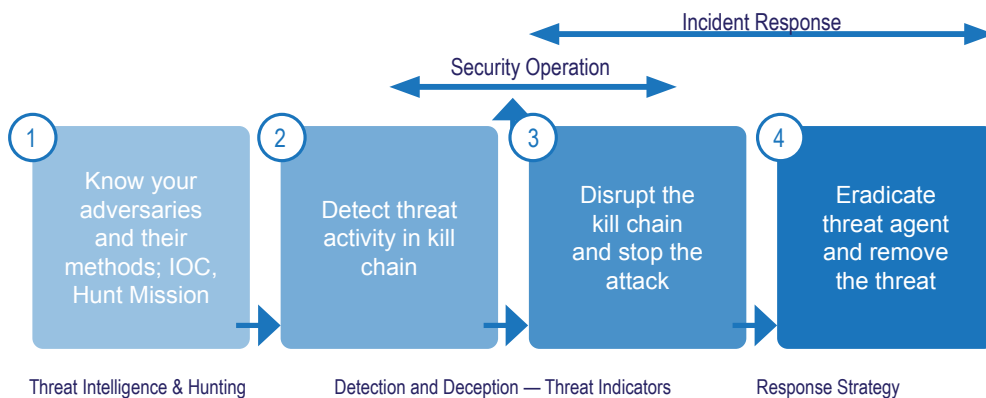 Incident Response
Security Operation
1
Know your
adversaries
and their
methods; IOC,
Hunt Mission
2
Detect threat
activity in kill
chain
3
Disrupt the
kill chain
and stop the
attack
4
Eradicate
threat agent
and remove
the threat
Threat Intelligence & Hunting
Detection and Deception — Threat Indicators
Response Strategy